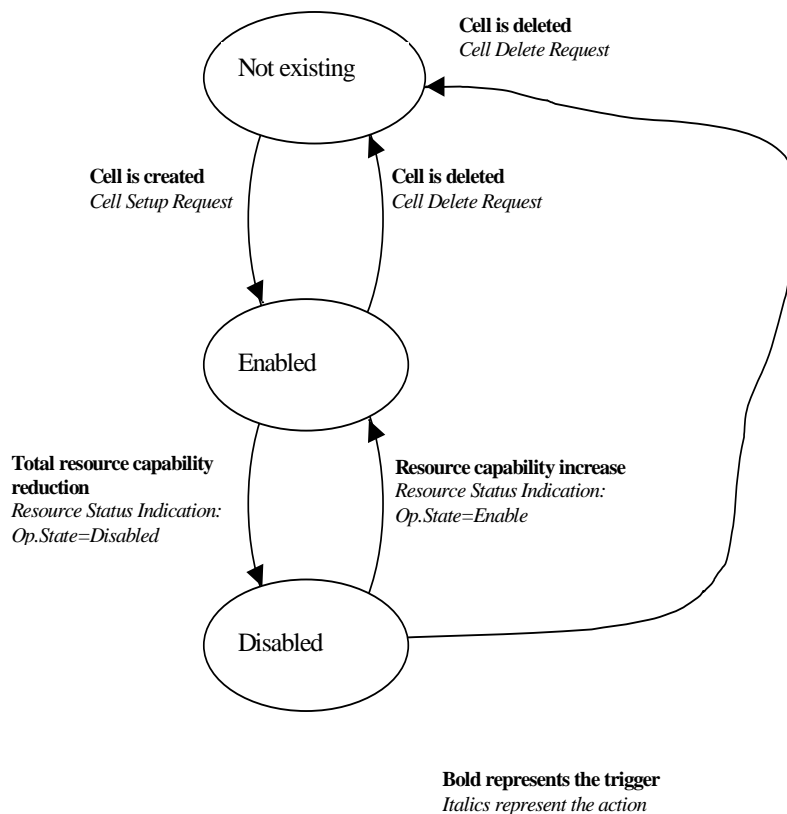 Cell is deleted
Cell Delete Request
Not existing
Cell is created
Cell Setup Request
Cell is deleted
Cell Delete Request
Enabled
Total resource capability
reduction
Resource Status Indication:
Op.State=Disabled
Resource capability increase
Resource Status Indication:
Op.State=Enable
Disabled
Bold represents the trigger
Italics represent the action